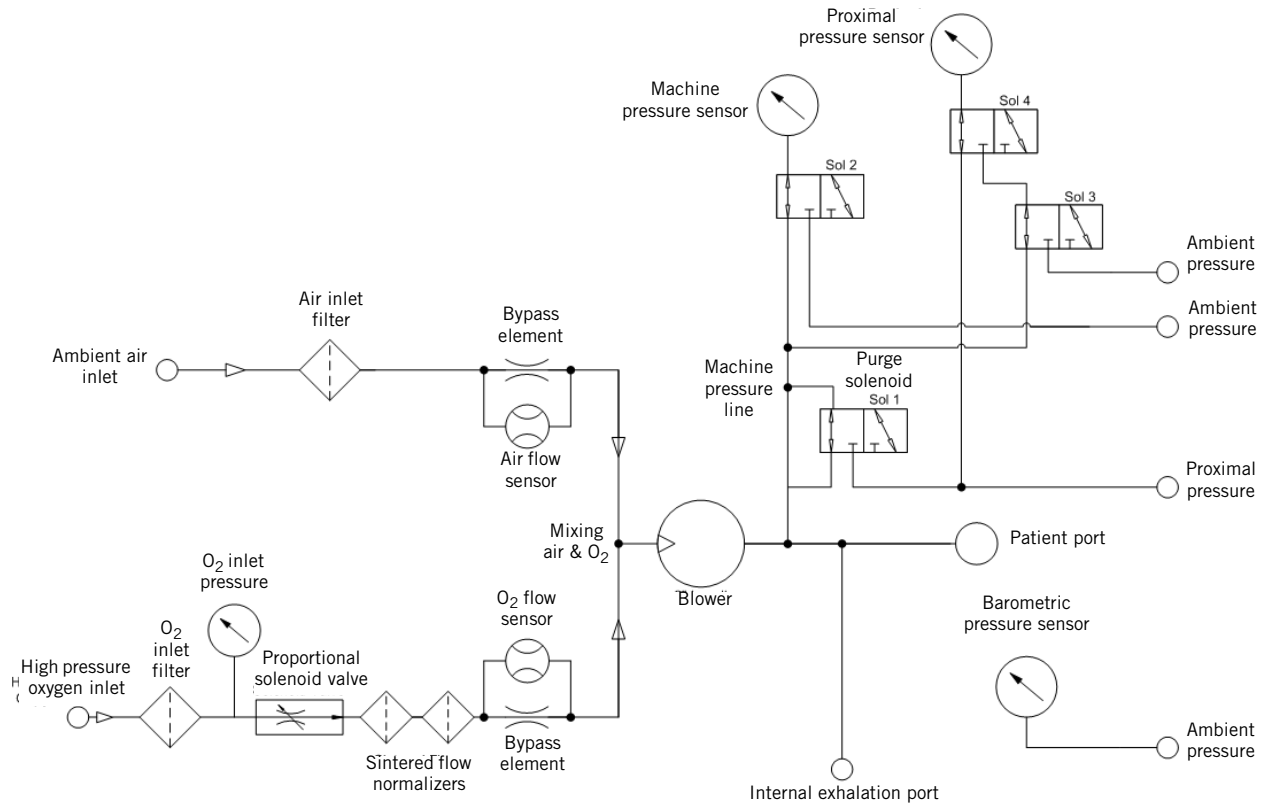 Proximal
pressure sensor
Machine
pressure sensor
Sol 4
Sol 2
Sol 3
Ambient
pressure
Ambient
pressure
Air inlet
filter
Bypass
element
Ambient air
inlet
Machine
pressure
line
Purge
solenoid
Sol 1
Air flow
sensor
Proximal
pressure
Mixing
air & O2
Patient port
Blower
O2 inlet
pressure
O2 flow
sensor
Barometric
pressure sensor
O2
inlet
filter
High pressure
oxygen inlet
Proportional
solenoid valve
Bypass
element
Sintered flow
normalizers
Ambient
pressure
Internal exhalation port